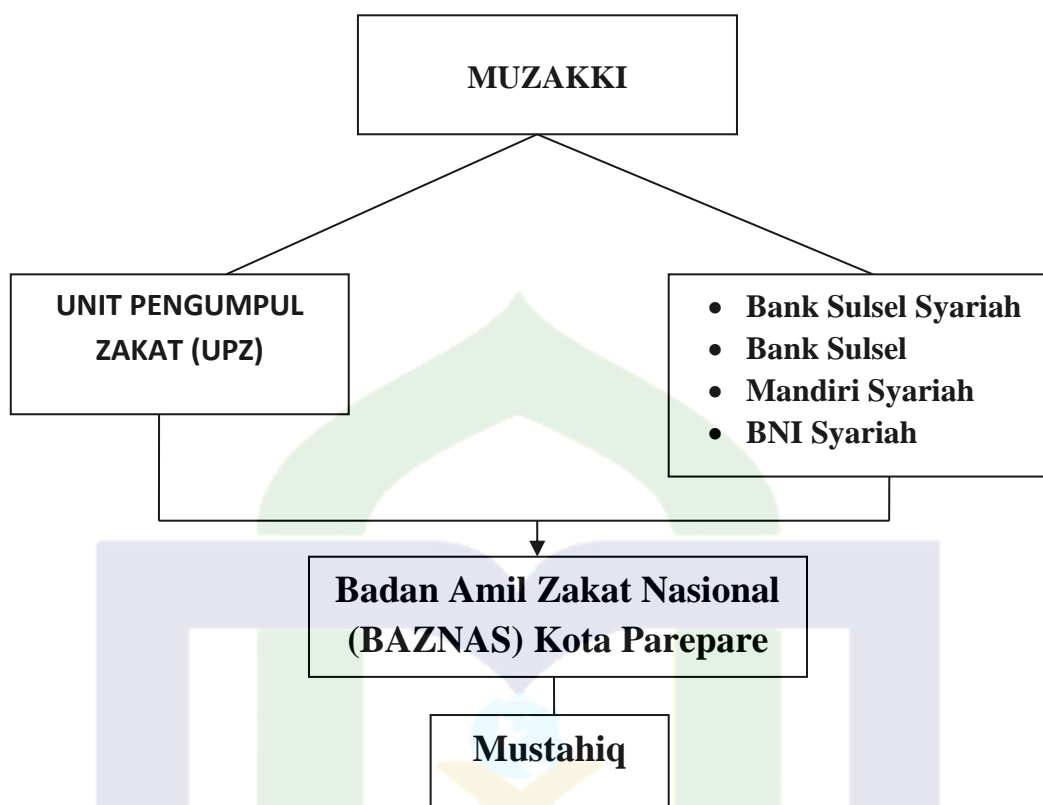 MUZAKKI
UNIT PENGUMPUL
ZAKAT (UPZ)
• Bank Sulsel Syariah
• Bank Sulsel
• Mandiri Syariah
• BNI Syariah
Badan Amil Zakat Nasional
(BAZNAS) Kota Parepare
Mustahiq